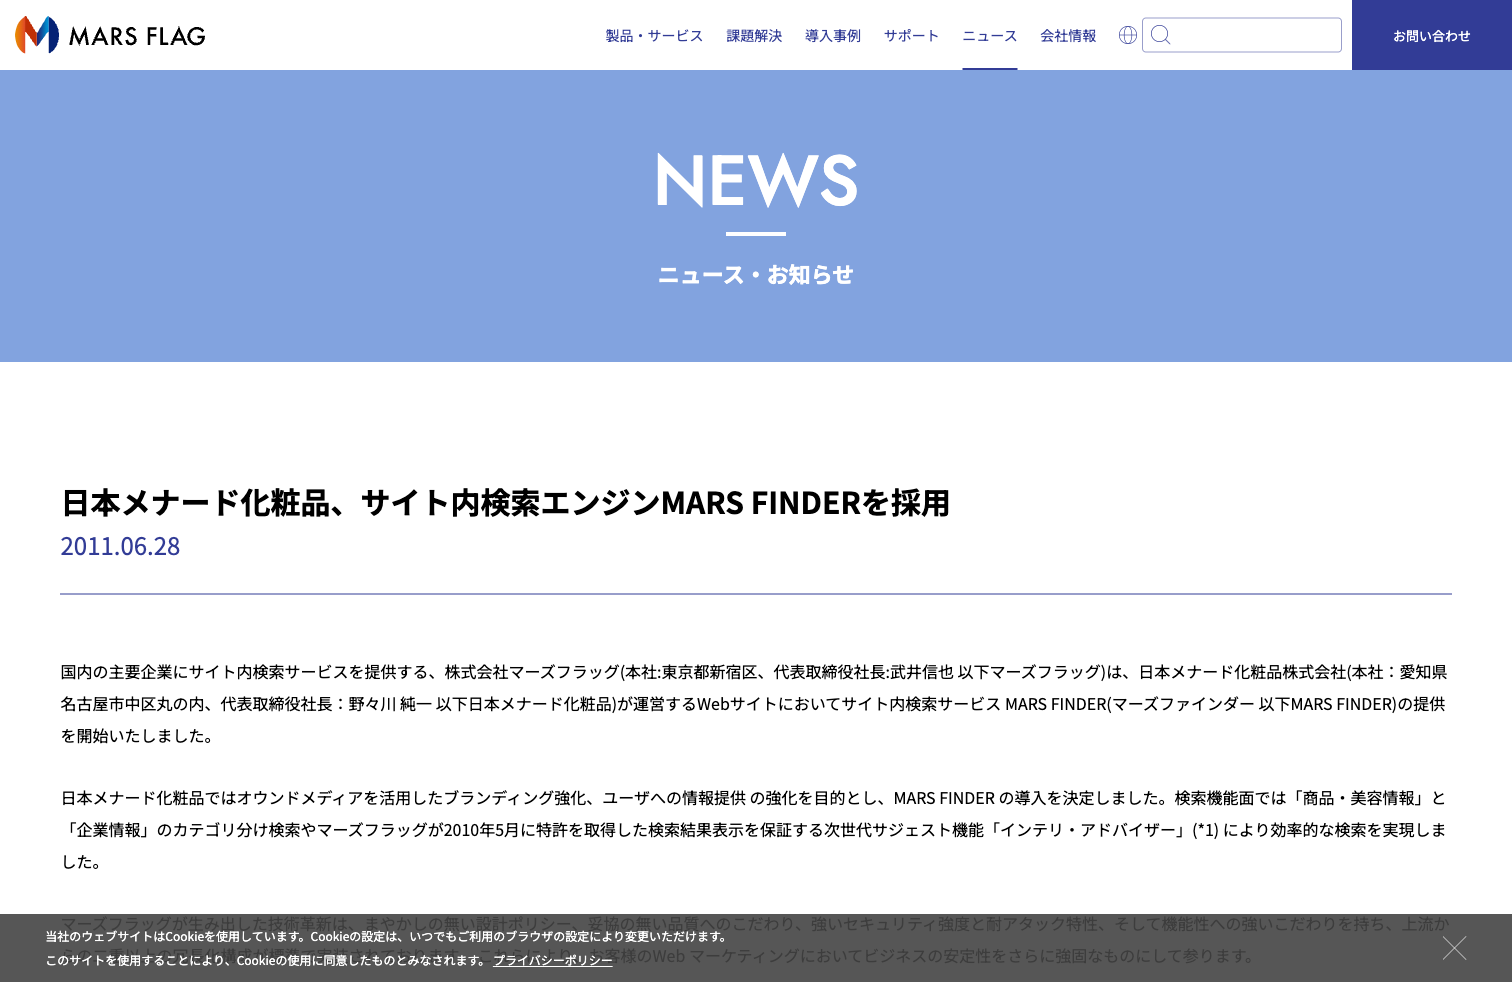 MARS FLAG
製品・サービス 課題解決 導入事例 サポート ニュース 会社情報 お問い合わせ
NEWS
ニュース・お知らせ
日本メナード化粧品、サイト内検索エンジンMARS FINDERを採用
2011.06.28
国内の主要企業にサイト内検索サービスを提供する、株式会社マーズフラッグ(本社:東京都新宿区、代表取締役社長:武井信也 以下マーズフラッグ)は、日本メナード化粧品株式会社(本社：愛知県
名古屋市中区丸の内、代表取締役社長：野々川 純一 以下日本メナード化粧品)が運営するWebサイトにおいてサイト内検索サービス MARS FINDER(マーズファインダー 以下MARS FINDER)の提供
を開始いたしました。
日本メナード化粧品ではオウンドメディアを活用したブランディング強化、ユーザへの情報提供 の強化を目的とし、MARS FINDER の導入を決定しました。検索機能面では「商品・美容情報」と
「企業情報」のカテゴリ分け検索やマーズフラッグが2010年5月に特許を取得した検索結果表示を保証する次世代サジェスト機能「インテリ・アドバイザー」(*1) により効率的な検索を実現しま
した。
マーズフラッグが生み出した技術革新は、まやかしの無い設計ポリシー、妥協の無い品質へのこだわり、強いセキュリティ強度と耐アタック特性、そして機能性への強いこだわりを持ち、上流か
お客様のWeb マーケティングにおいてビジネスの安定性をさらに強固なものにして参ります。
当社のウェブサイトはCookieを使用しています。Cookieの設定は、いつでもご利用のブラウザの設定により変更いただけます。
このサイトを使用することにより、Cookieの使用に同意したものとみなされます。 プライバシーポリシー